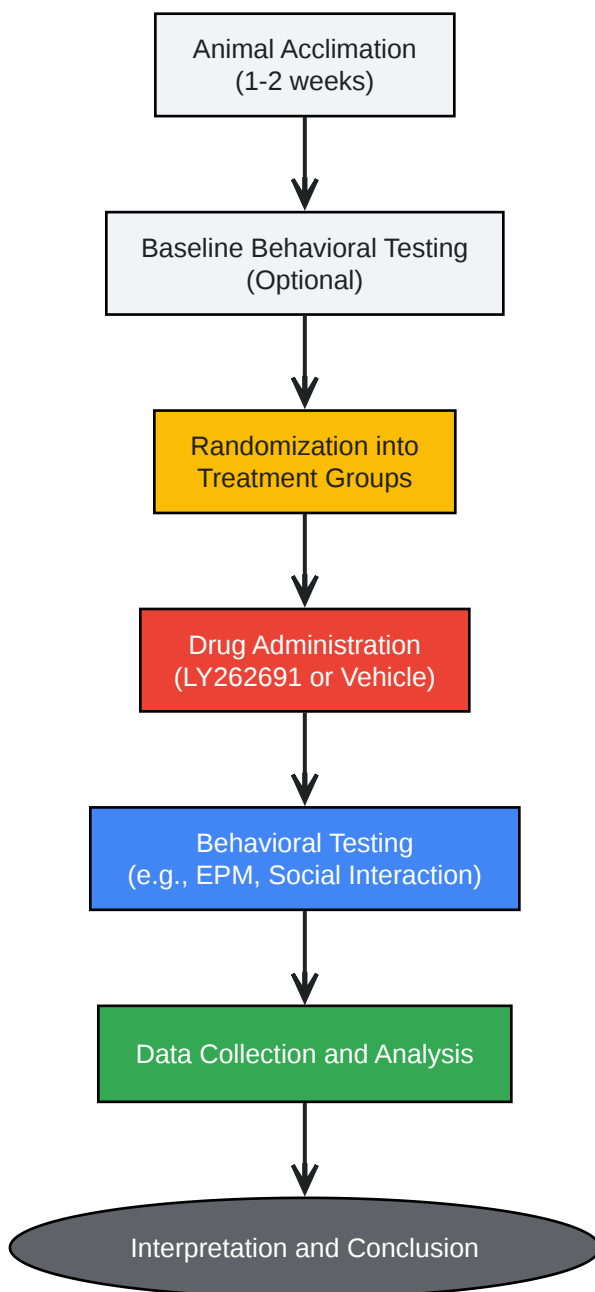 Animal Acclimation
(1-2 weeks)
Baseline Behavioral Testing
(Optional)
Randomization into
Treatment Groups
Drug Administration
(LY262691 or Vehicle)
Behavioral Testing
(e.g., EPM, Social Interaction)
Data Collection and Analysis
Interpretation and Conclusion